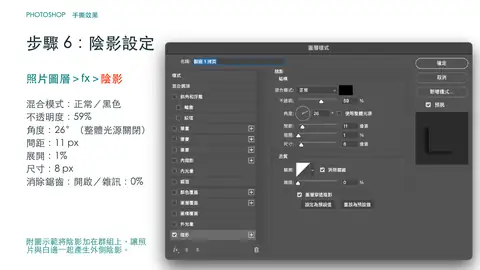 PHOTOSHOP 手撕效果
步驟 6：陰影設定
照片圖層 > fx > 陰影
混合模式：正常／黑色
不透明度：59%
角度：26°（整體光源關閉）
間距：11 px
展開：1%
尺寸：8 px
消除鋸齒：開啟／雜訊：0%
附圖示範將陰影加在群組上，讓照
片與白邊一起產生外側陰影。
圖層樣式
名稱：
樣式
混合選項
斜角和浮雕
輪廓
紋理
筆畫
筆畫
內陰影
內光暈
緞面
顏色覆蓋
漸層覆蓋
圖樣覆蓋
外光暈
陰影
fx
陰影
結構
混合模式：
正常
不透明：
59
%
角度：
26
°
使用整體光源
間距：
11
像素
展開：
1
%
尺寸：
8
像素
品質
輪廓：
消除鋸齒
雜訊：
0
%
圖層穿透陰影
設定為預設值
重設為預設值
確定
取消
新增樣式...
預視